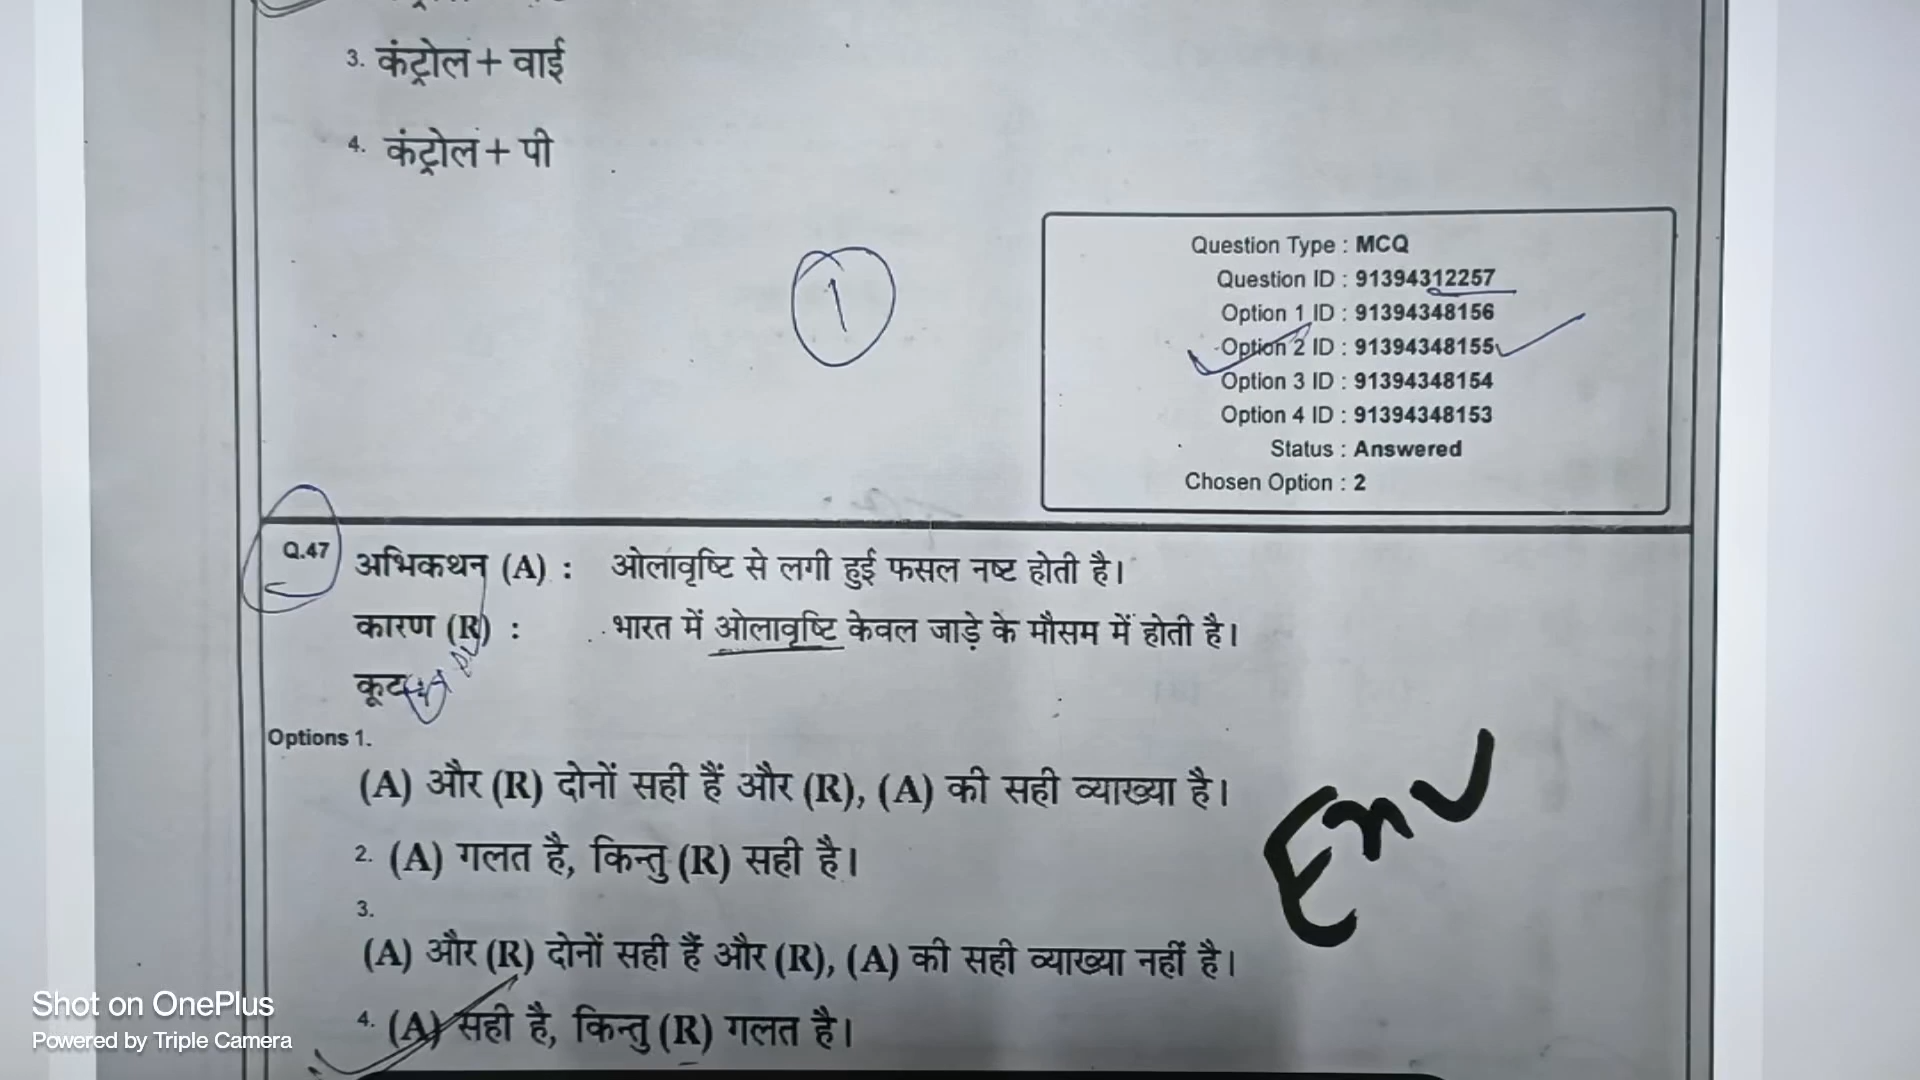 3. कंट्रोल + वाई
4. कंट्रोल + पी
1
Question Type : MCQ
Question ID : 91394312257
Option 1 ID : 91394348156
Option 2 ID : 91394348155
Option 3 ID : 91394348154
Option 4 ID : 91394348153
Status : Answered
Chosen Option : 2
Q.47 अभिकथन (A) : ओलावृष्टि से लगी हुई फसल नष्ट होती है।
कारण (R) : भारत में ओलावृष्टि केवल जाड़े के मौसम में होती है।
कूट
Options 1.
(A) और (R) दोनों सही हैं और (R), (A) की सही व्याख्या है।
2. (A) गलत है, किन्तु (R) सही है।
3.
(A) और (R) दोनों सही हैं और (R), (A) की सही व्याख्या नहीं है।
4. (A) सही है, किन्तु (R) गलत है।
Env
Shot on OnePlus
Powered by Triple Camera